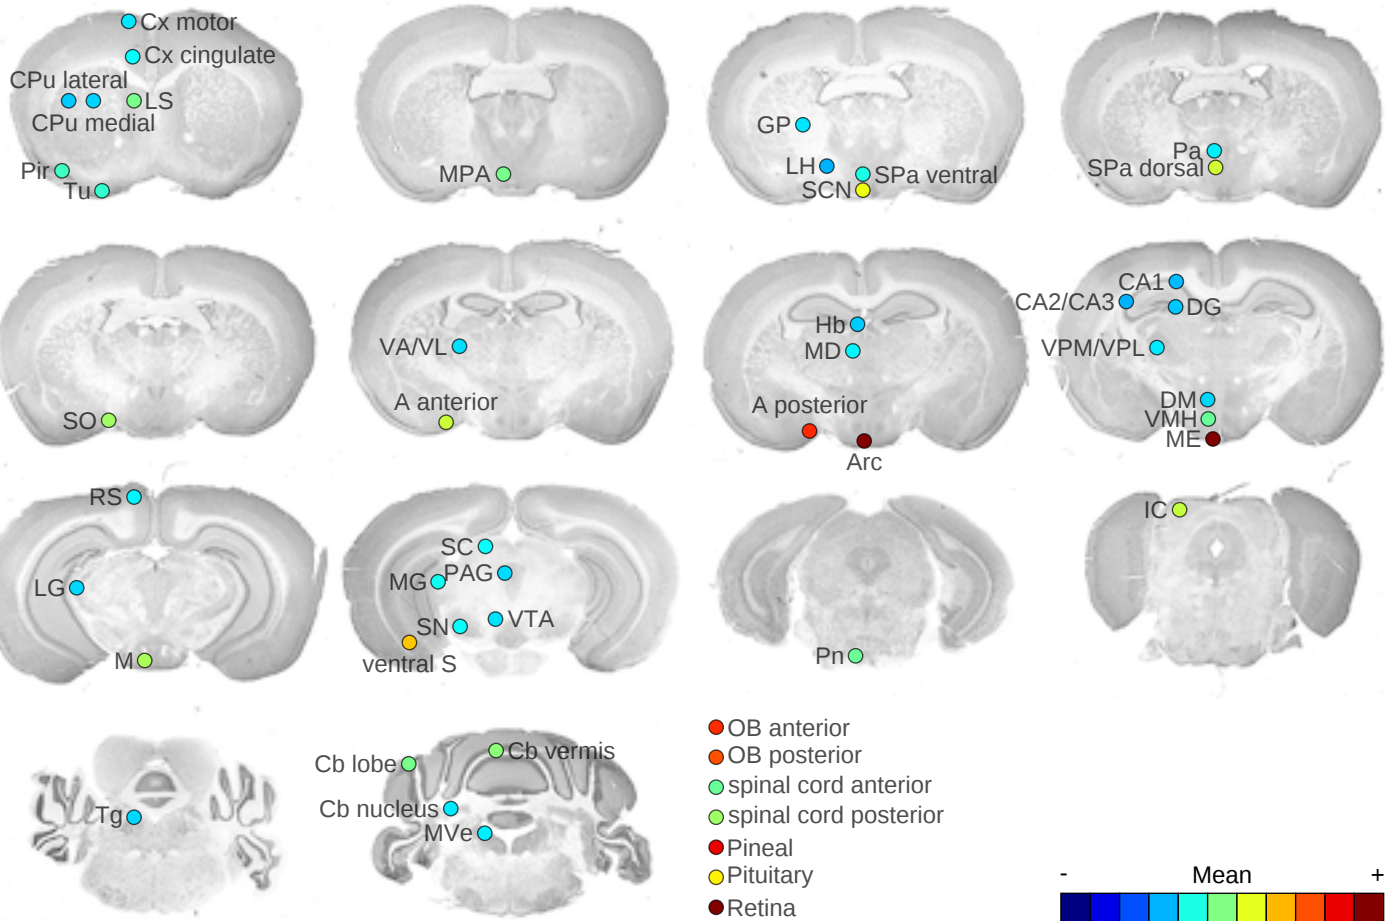 Cx motor
Cx cingulate
CPu lateral
LS
CPu medial
Pir
Tu
MPA
GP
LH
SPa ventral
SCN
Pa
SPa dorsal
SO
VA/VL
A anterior
Hb
MD
A posterior
Arc
CA1
CA2/CA3
DG
VPM/VPL
DM
VMH
ME
RS
LG
M
SC
MG
PAG
SN
VTA
ventral S
Pn
IC
Tg
Cb lobe
Cb vermis
Cb nucleus
MVe
OB anterior
OB posterior
spinal cord anterior
spinal cord posterior
Pineal
Pituitary
Retina
- Mean +